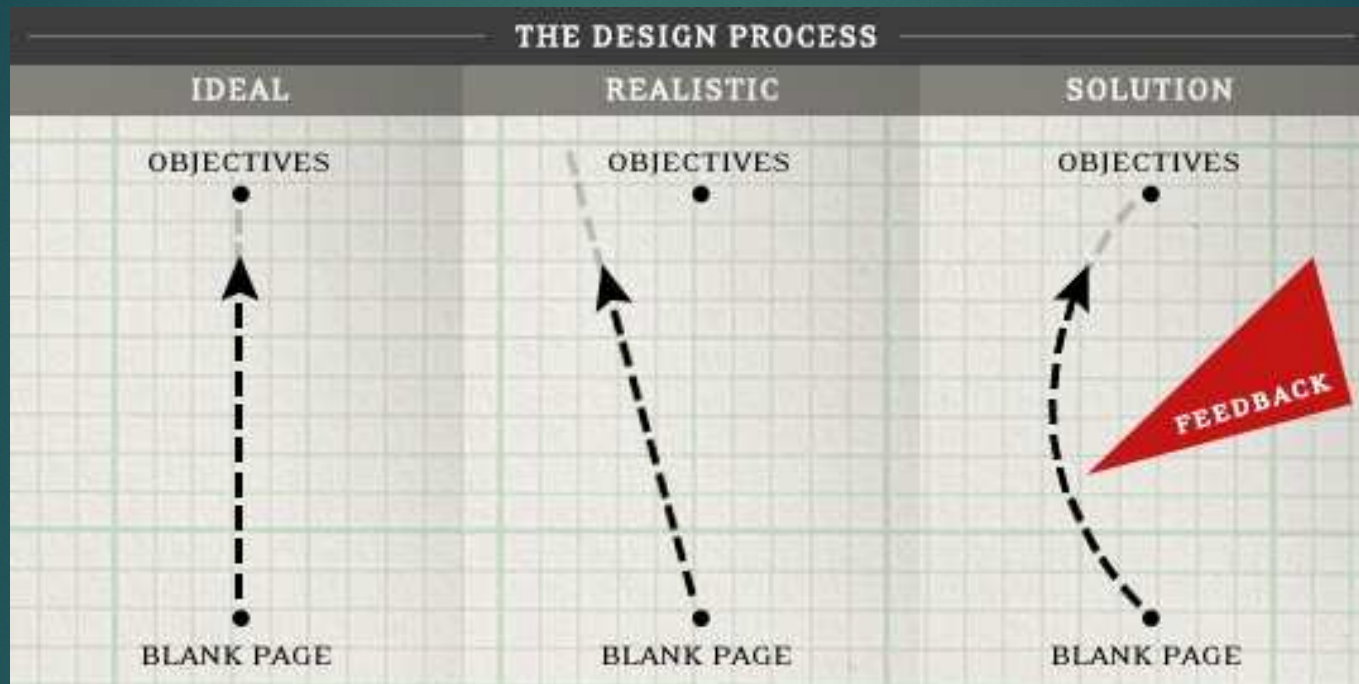 THE DESIGN PROCESS
IDEAL
REALISTIC
SOLUTION
OBJECTIVES
OBJECTIVES
OBJECTIVES
FEEDBACK
BLANK PAGE
BLANK PAGE
BLANK PAGE